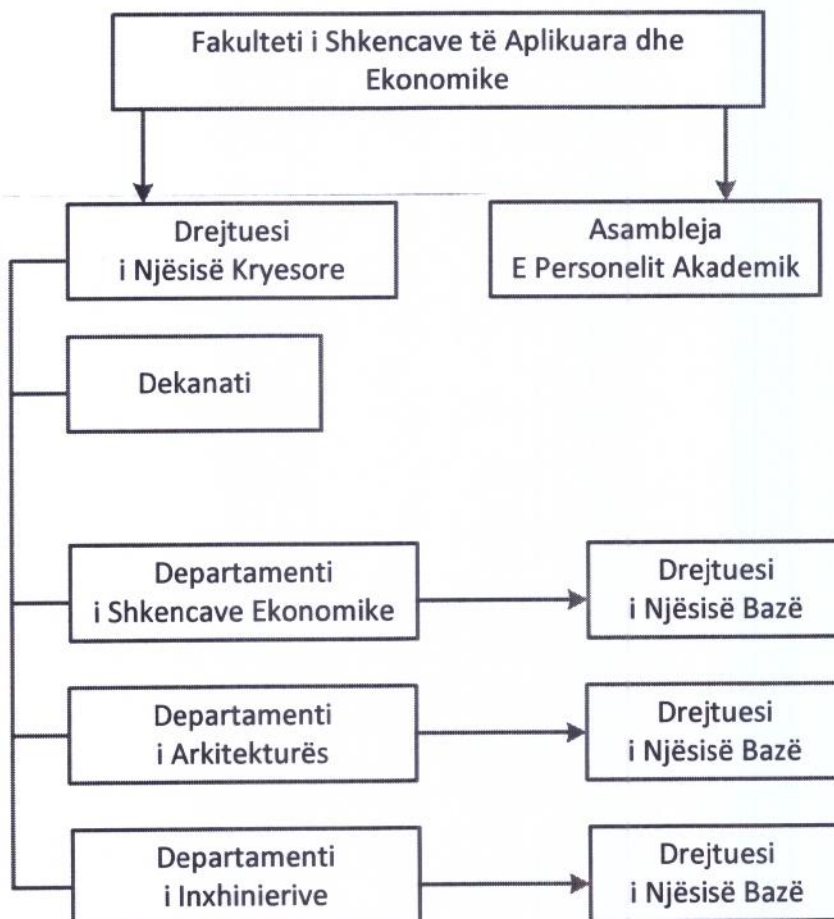 Fakulteti i Shkencave të Aplikuara dhe
Ekonomike
Drejtuesi
i Njësisë Kryesore
Asambleja
E Personelit Akademik
Dekanati
Departamenti
i Shkencave Ekonomike
Drejtuesi
i Njësisë Bazë
Departamenti
i Arkitekturës
Drejtuesi
i Njësisë Bazë
Departamenti
i Inxhinierive
Drejtuesi
i Njësisë Bazë